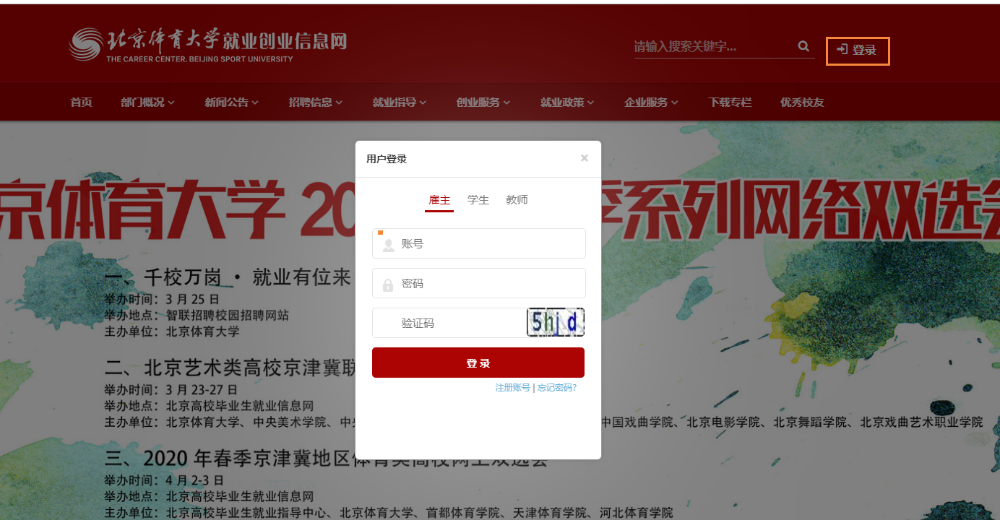 北京体育大学就业创业信息网
THE CAREER CENTER. BEIJING SPORT UNIVERSITY
请输入搜索关键字...
登录
首页 部门概况 新闻公告 招聘信息 就业指导 创业服务 就业政策 企业服务 下载专栏 优秀校友
用户登录 ×
雇主 学生 教师
账号
密码
验证码 5hjd
登 录
注册账号 | 忘记密码?
京体育大学 20 季系列网络双选会
一、千校万岗 · 就业有位来
举办时间：3 月 25 日
举办地点：智联招聘校园招聘网站
主办单位：北京体育大学
二、北京艺术类高校京津冀联
举办时间：3 月 23-27 日
举办地点：北京高校毕业生就业信息网
主办单位：北京体育大学、中央美术学院、中央 中国戏曲学院、北京电影学院、北京舞蹈学院、北京戏曲艺术职业学院
三、2020 年春季京津冀地区体育类高校网上双选会
举办时间：4 月 2-3 日
举办地点：北京高校毕业生就业信息网
主办单位：北京高校毕业生就业指导中心、北京体育大学、首都体育学院、天津体育学院、河北体育学院